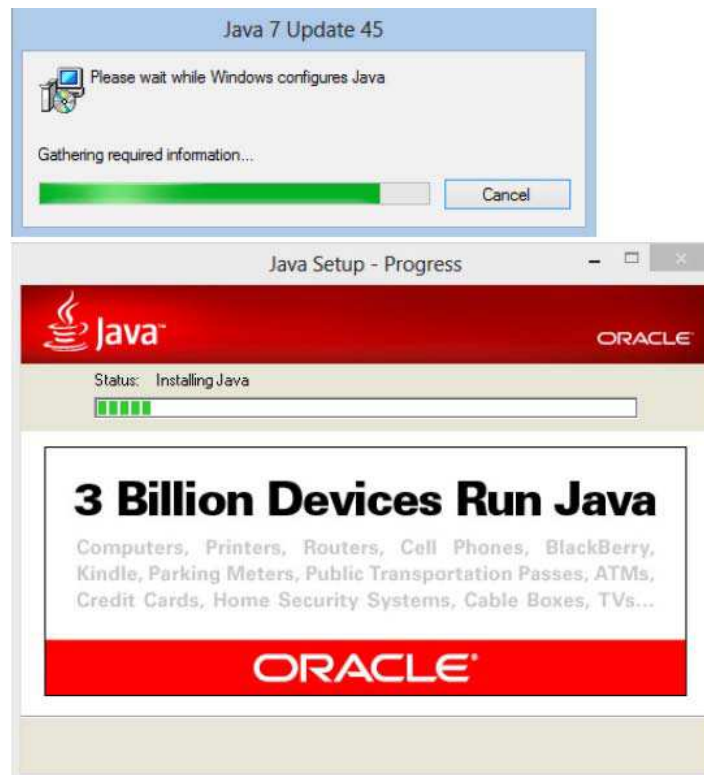 Java 7 Update 45
Please wait while Windows configures Java
Gathering required information...
Cancel
Java Setup - Progress
Java™
ORACLE
Status: Installing Java
3 Billion Devices Run Java
Computers, Printers, Routers, Cell Phones, BlackBerry,
Kindle, Parking Meters, Public Transportation Passes, ATMs,
Credit Cards, Home Security Systems, Cable Boxes, TVs...
ORACLE®